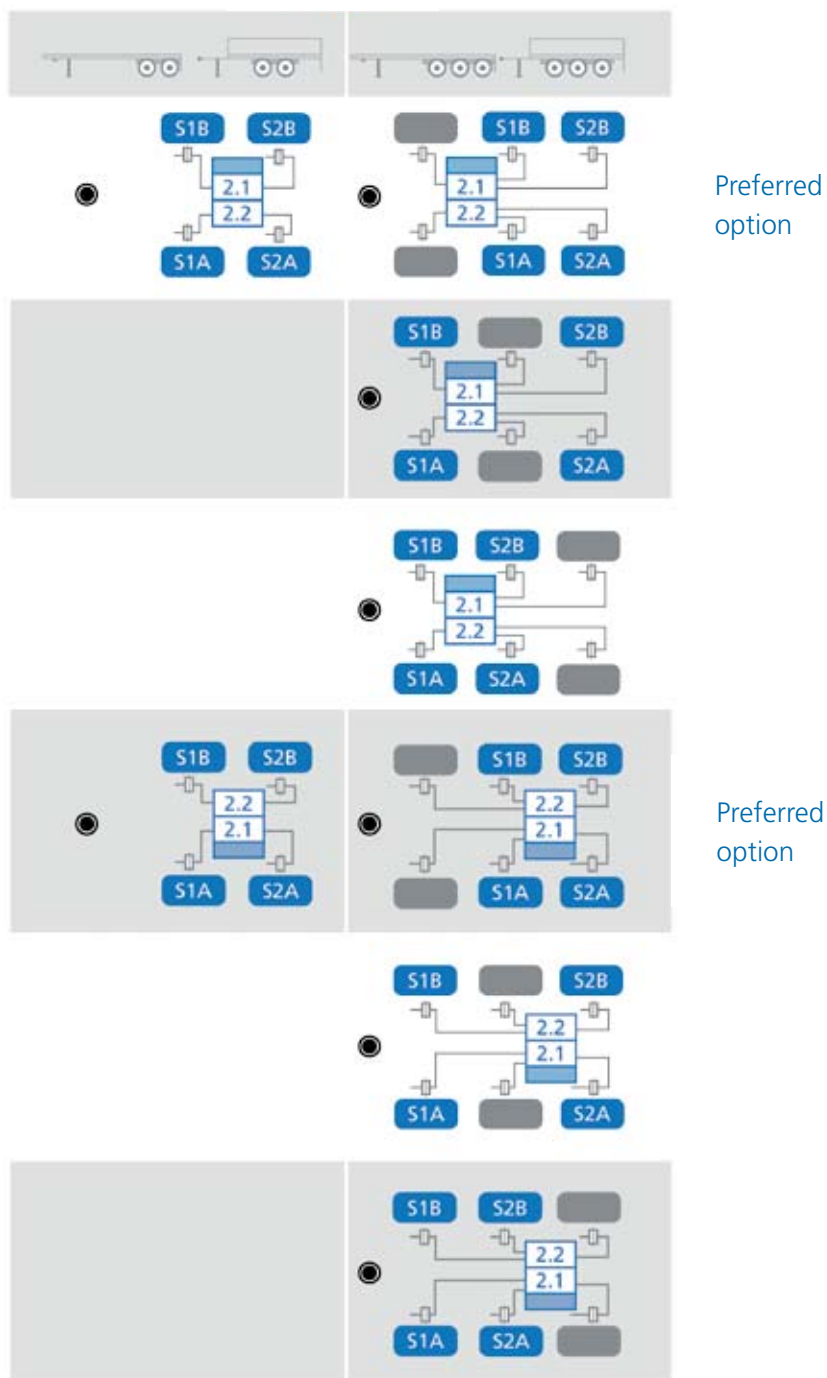 S1B S2B S1B S2B
2.1 2.1
2.2 2.2
S1A S2A S1A S2A
Preferred
option
S1B S2B
2.1
2.2
S1A S2A
S1B S2B
2.1
2.2
S1A S2A
S1B S2B S1B S2B
2.2 2.2
2.1 2.1
S1A S2A S1A S2A
Preferred
option
S1B S2B
2.2
2.1
S1A S2A
S1B S2B
2.2
2.1
S1A S2A